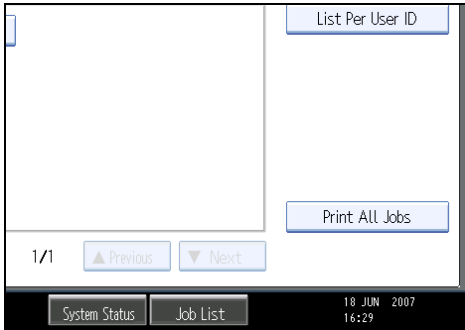 List Per User ID
Print All Jobs
1/1 ▲ Previous ▼ Next
System Status Job List 18 JUN 2007
16:29